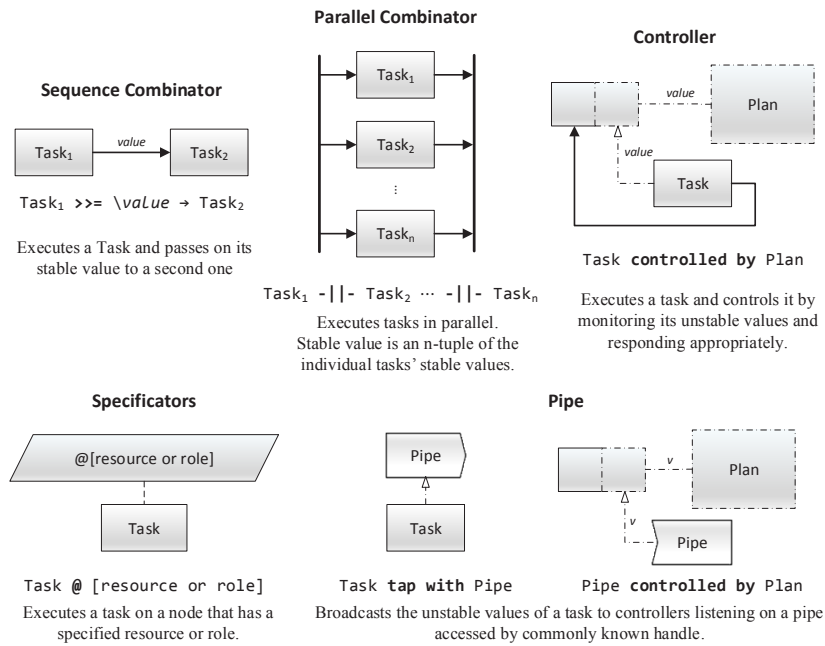 Sequence Combinator
Task₁
value
Task₂
Task₁ >>= \value → Task₂
Executes a Task and passes on its
stable value to a second one
Parallel Combinator
Task₁
Task₂
⋮
Taskₙ
Task₁ -||- Task₂ ⋯ -||- Taskₙ
Executes tasks in parallel.
Stable value is an n-tuple of the
individual tasks' stable values.
Controller
value
Plan
value
Task
Task controlled by Plan
Executes a task and controls it by
monitoring its unstable values and
responding appropriately.
Specificators
@[resource or role]
Task
Task @ [resource or role]
Executes a task on a node that has a
specified resource or role.
Pipe
Pipe
Task
Task tap with Pipe
v
Plan
v
Pipe
Pipe controlled by Plan
Broadcasts the unstable values of a task to controllers listening on a pipe
accessed by commonly known handle.